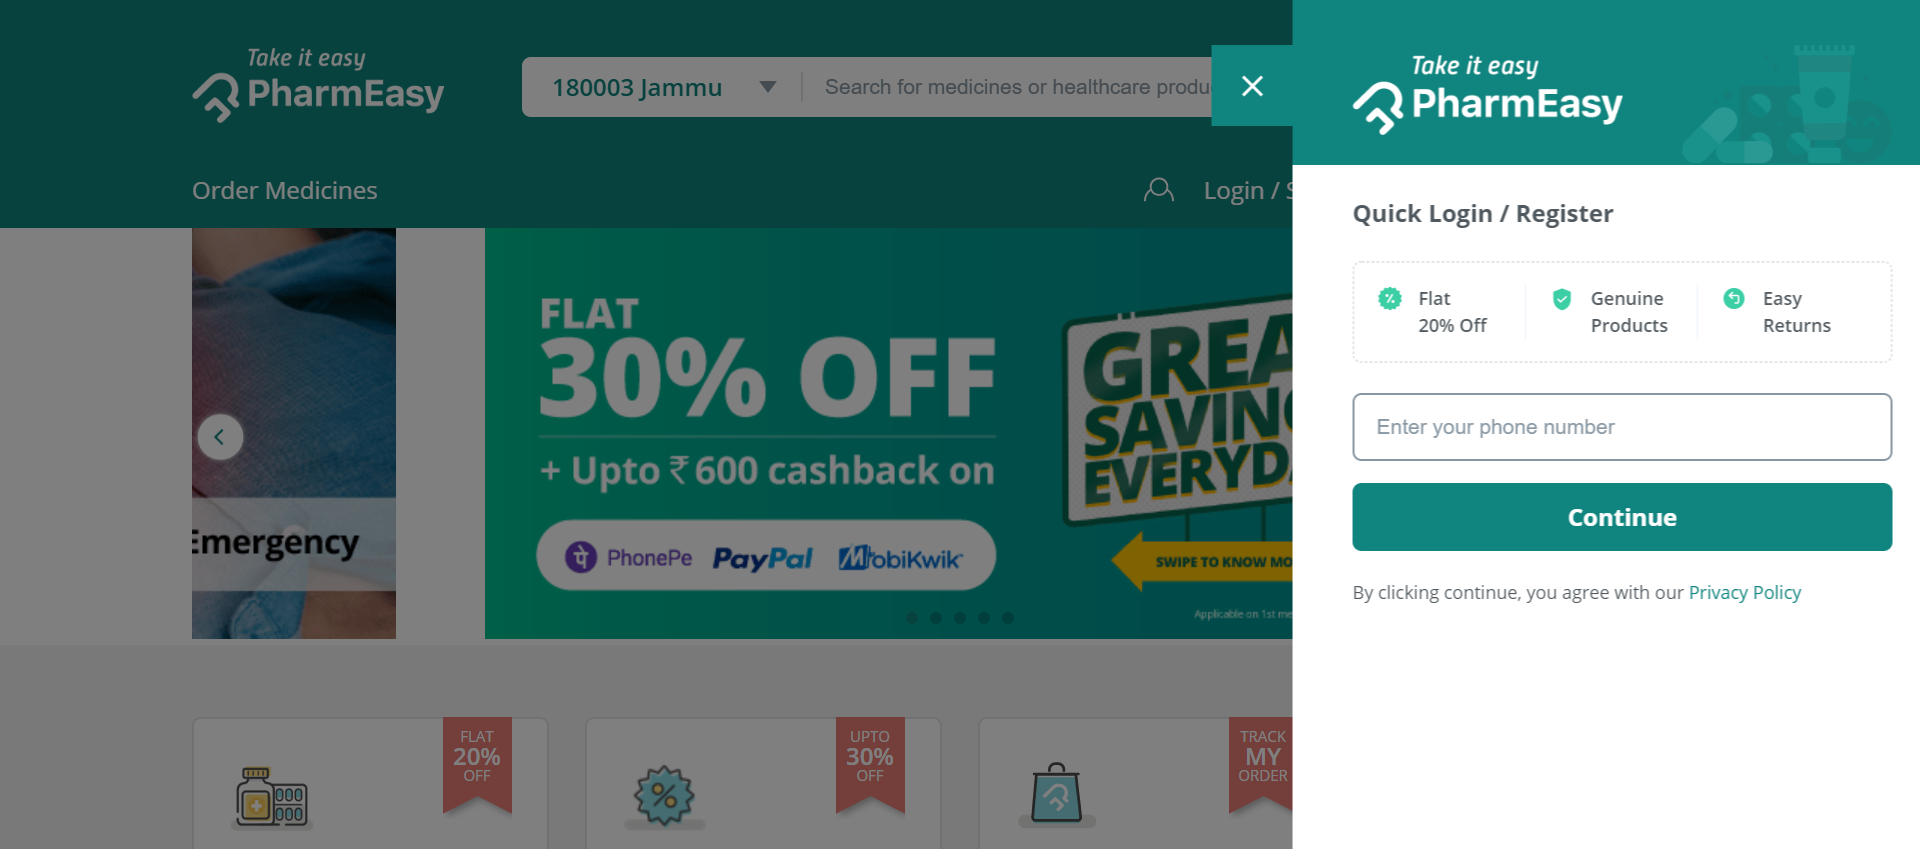 Take it easy
PharmEasy
180003 Jammu
Search for medicines or healthcare produ
Order Medicines
Login / S
Emergency
FLAT
30% OFF
+ Upto ₹600 cashback on
PhonePe PayPal MobiKwik
GREA
SAVIN
EVERYDA
SWIPE TO KNOW MO
Applicable on 1st me
FLAT
20%
OFF
UPTO
30%
OFF
TRACK
MY
ORDER
Take it easy
PharmEasy
Quick Login / Register
Flat
20% Off
Genuine
Products
Easy
Returns
Enter your phone number
Continue
By clicking continue, you agree with our Privacy Policy